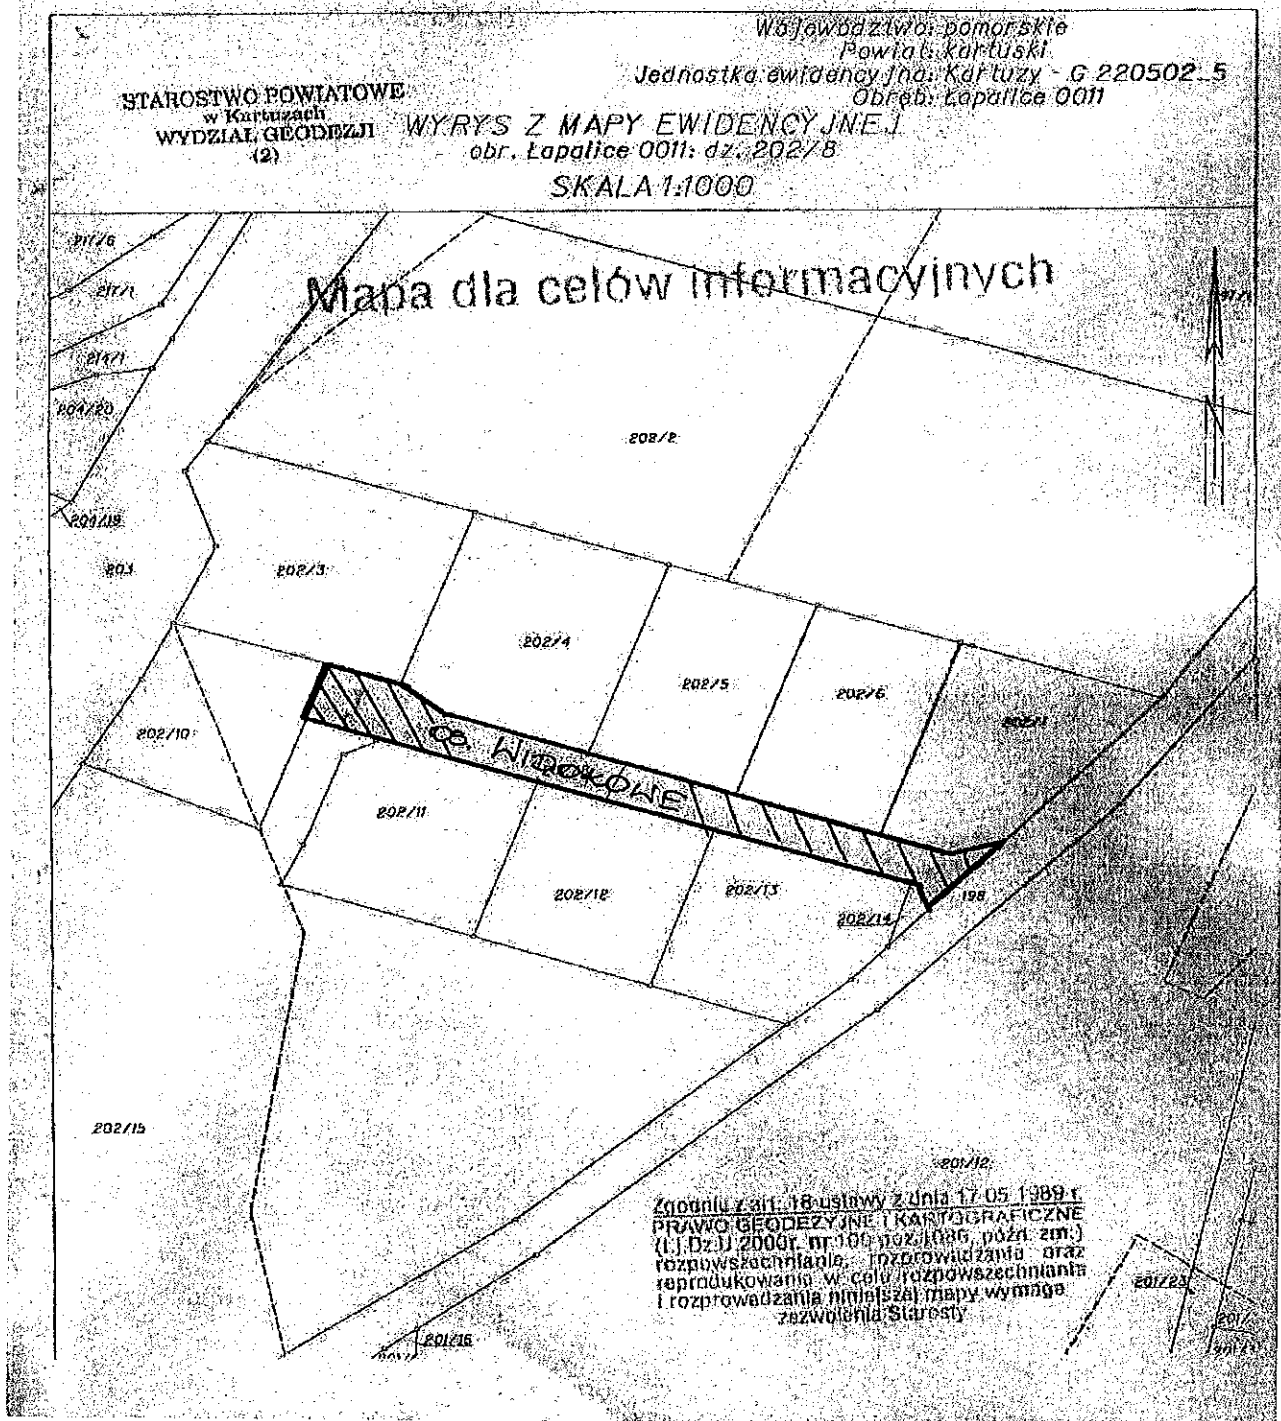 Województwo: pomorskie
Powiat: kartuski
Jednostka ewidencyjna: Kartuzy - G 220502_5
Obręb: Łapalice 0011
STAROSTWO POWIATOWE
w Kartuzach
WYDZIAŁ GEODEZJI
(2)
WYRYS Z MAPY EWIDENCYJNEJ
obr. Łapalice 0011: dz. 202/8
SKALA 1:1000
217/6
Mapa dla celów informacyjnych
217/1
214/1
204/20
202/2
N
204/19
203
202/3
202/4
202/5
202/6
202/10
OS. WIDOKOWE
202/11
202/12
202/13
198
202/14
202/15
201/12
Zgodnie z art. 18 ustawy z dnia 17 05 1989 r.
PRAWO GEODEZYJNE I KARTOGRAFICZNE
(t.j. Dz.U 2000r. nr 100 poz.1086, późn. zm.)
rozpowszechnianie, rozprowadzanie oraz
reprodukowanie w celu rozpowszechniania
i rozprowadzania niniejszej mapy wymaga
zezwolenia Starosty
201/23
201/16